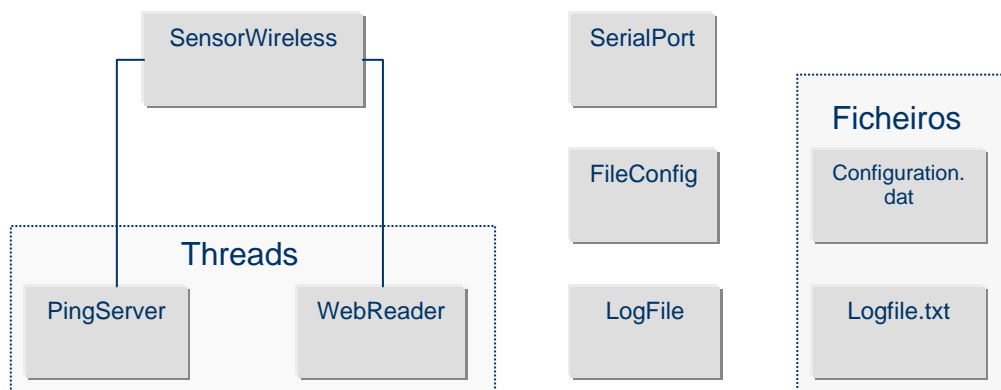 SensorWireless
SerialPort
Ficheiros
FileConfig
Configuration.
dat
Threads
PingServer
WebReader
LogFile
Logfile.txt